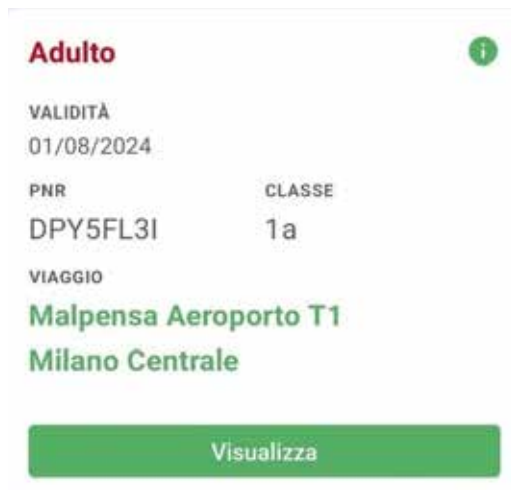 Adulto
VALIDITÀ
01/08/2024
PNR CLASSE
DPY5FL3I 1a
VIAGGIO
Malpensa Aeroporto T1
Milano Centrale
Visualizza